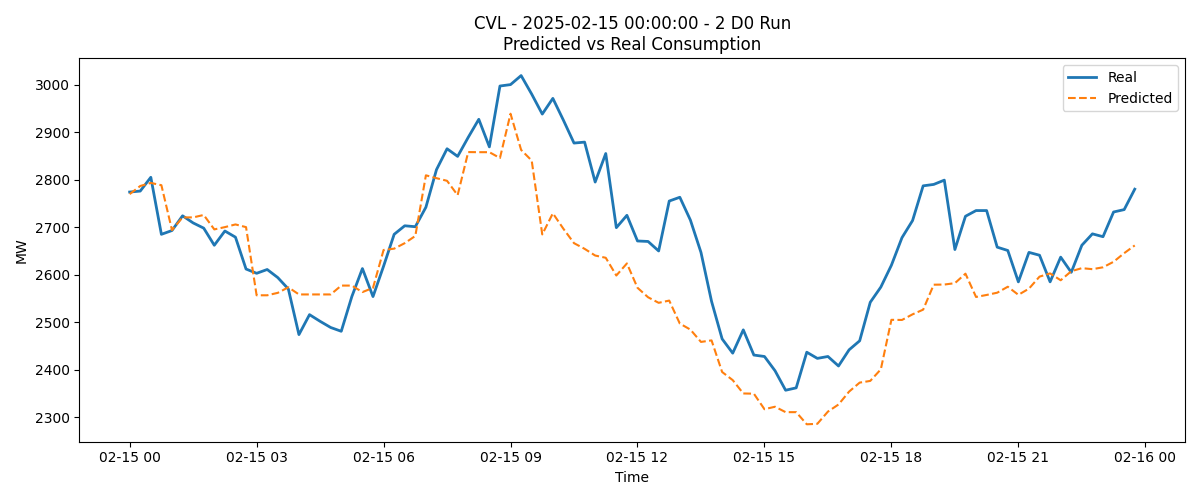 CVL - 2025-02-15 00:00:00 - 2 D0 Run
Predicted vs Real Consumption
Real
Predicted
MW
3000
2900
2800
2700
2600
2500
2400
2300
02-15 00
02-15 03
02-15 06
02-15 09
02-15 12
02-15 15
02-15 18
02-15 21
02-16 00
Time